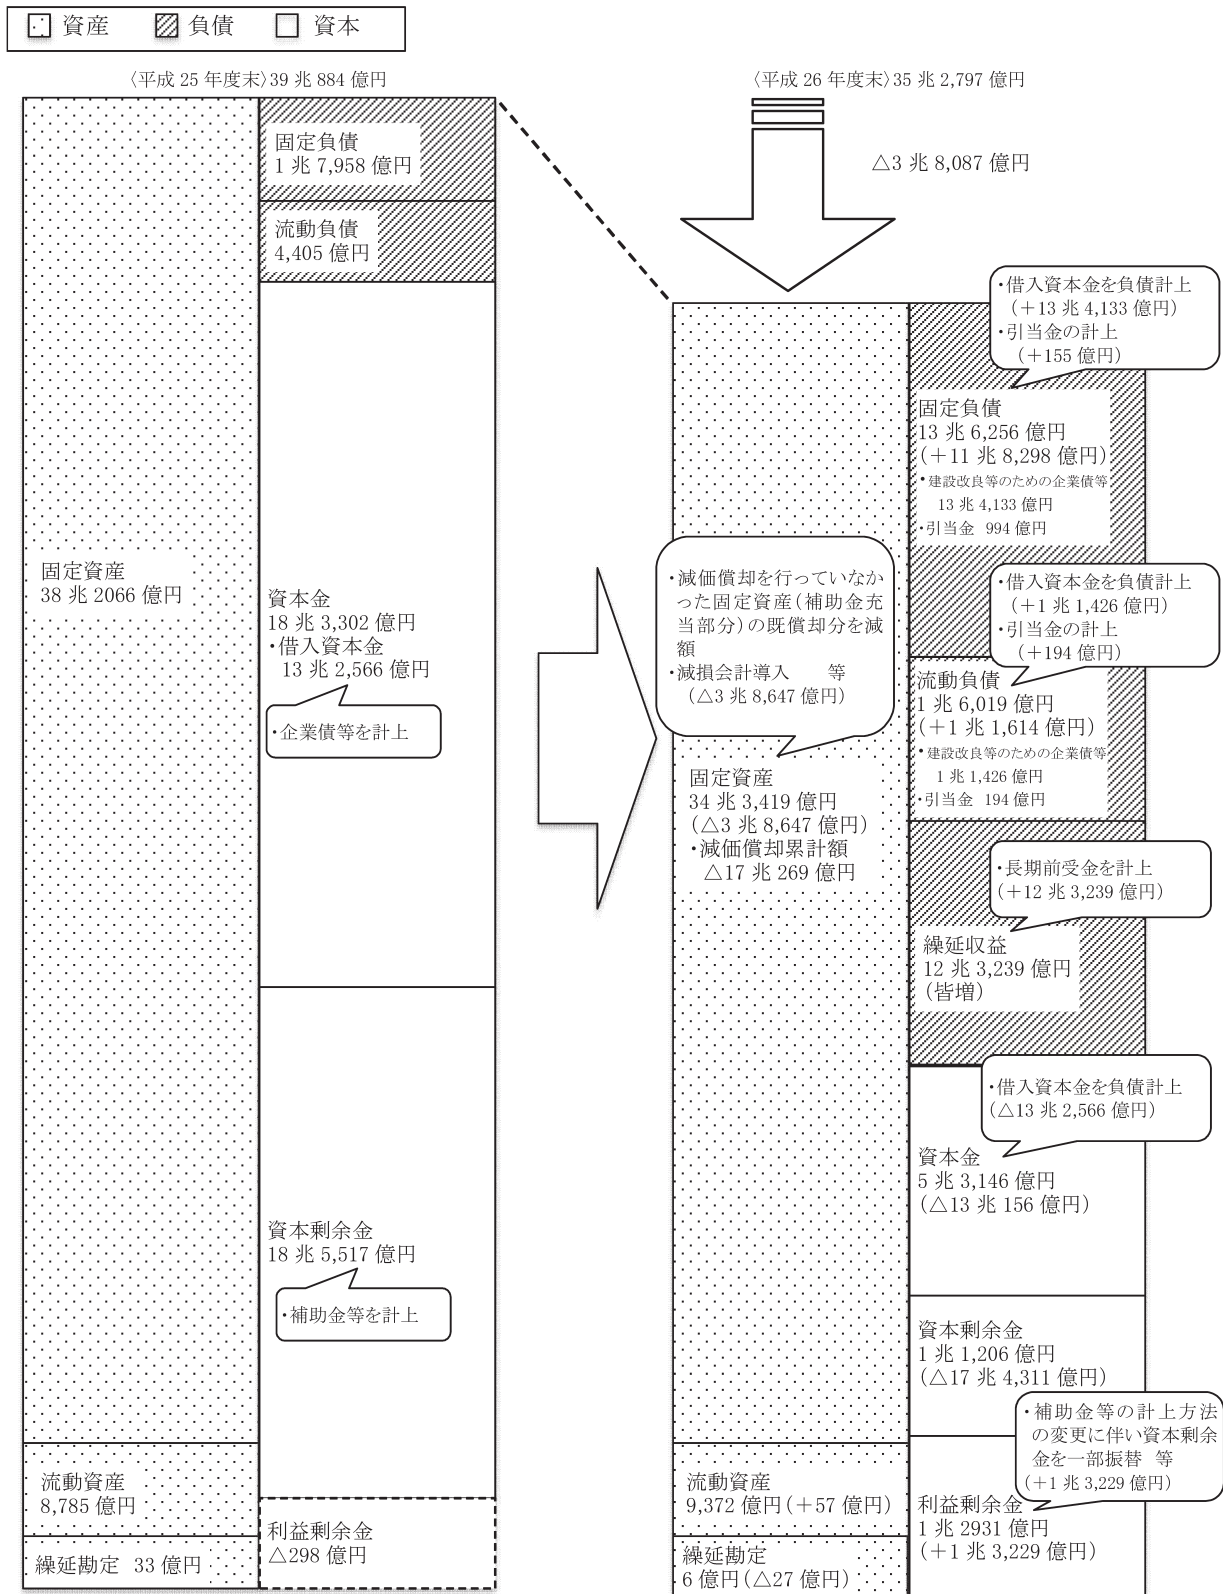 資産 負債 資本
〈平成 25 年度末〉39 兆 884 億円
固定負債
1 兆 7,958 億円
流動負債
4,405 億円
固定資産
38 兆 2066 億円
資本金
18 兆 3,302 億円
・借入資本金
13 兆 2,566 億円
・企業債等を計上
資本剰余金
18 兆 5,517 億円
・補助金等を計上
流動資産
8,785 億円
繰延勘定 33 億円
利益剰余金
△298 億円
〈平成 26 年度末〉35 兆 2,797 億円
△3 兆 8,087 億円
・減価償却を行っていなか
った固定資産(補助金充
当部分)の既償却分を減
額
・減損会計導入 等
(△3 兆 8,647 億円)
固定資産
34 兆 3,419 億円
(△3 兆 8,647 億円)
・減価償却累計額
△17 兆 269 億円
流動資産
9,372 億円(+57 億円)
繰延勘定
6 億円(△27 億円)
・借入資本金を負債計上
(+13 兆 4,133 億円)
・引当金の計上
(+155 億円)
固定負債
13 兆 6,256 億円
(+11 兆 8,298 億円)
・建設改良等のための企業債等
13 兆 4,133 億円
・引当金 994 億円
・借入資本金を負債計上
(+1 兆 1,426 億円)
・引当金の計上
(+194 億円)
流動負債
1 兆 6,019 億円
(+1 兆 1,614 億円)
・建設改良等のための企業債等
1 兆 1,426 億円
・引当金 194 億円
・長期前受金を計上
(+12 兆 3,239 億円)
繰延収益
12 兆 3,239 億円
(皆増)
・借入資本金を負債計上
(△13 兆 2,566 億円)
資本金
5 兆 3,146 億円
(△13 兆 156 億円)
資本剰余金
1 兆 1,206 億円
(△17 兆 4,311 億円)
・補助金等の計上方法
の変更に伴い資本剰余
金を一部振替 等
(+1 兆 3,229 億円)
利益剰余金
1 兆 2931 億円
(+1 兆 3,229 億円)